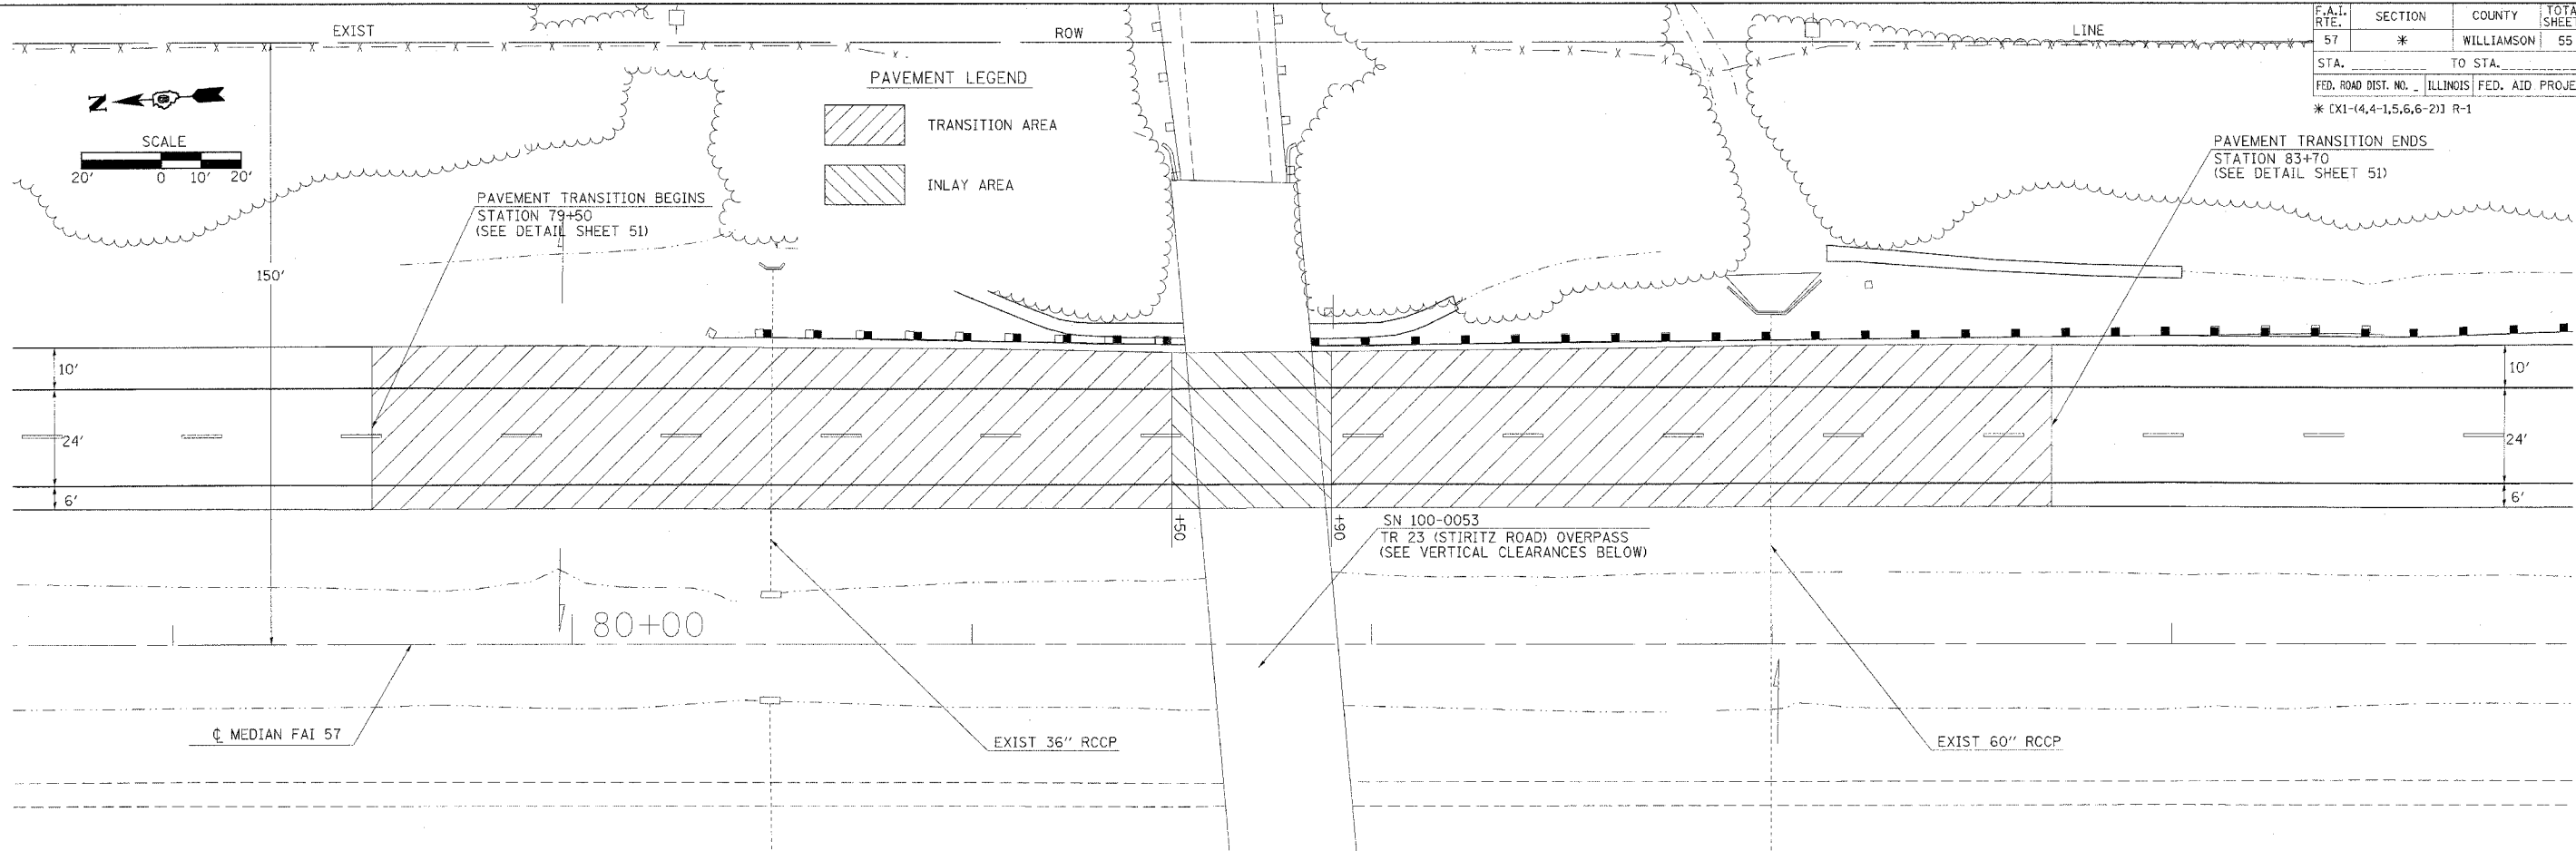 EXIST ROW LINE
F.A.I. RTE. SECTION COUNTY
57 * WILLIAMSON 55
STA. TO STA.
FED. ROAD DIST. NO. _ ILLINOIS FED. AID
* [X1-(4,4-1,5,6,6-2)] R-1
N
SCALE
20' 0 10' 20'
PAVEMENT LEGEND
TRANSITION AREA
INLAY AREA
PAVEMENT TRANSITION BEGINS
STATION 79+50
(SEE DETAIL SHEET 51)
PAVEMENT TRANSITION ENDS
STATION 83+70
(SEE DETAIL SHEET 51)
150'
10'
24'
6'
10'
24'
6'
+50
+90
SN 100-0053
TR 23 (STIRITZ ROAD) OVERPASS
(SEE VERTICAL CLEARANCES BELOW)
80+00
℄ MEDIAN FAI 57
EXIST 36" RCCP
EXIST 60" RCCP